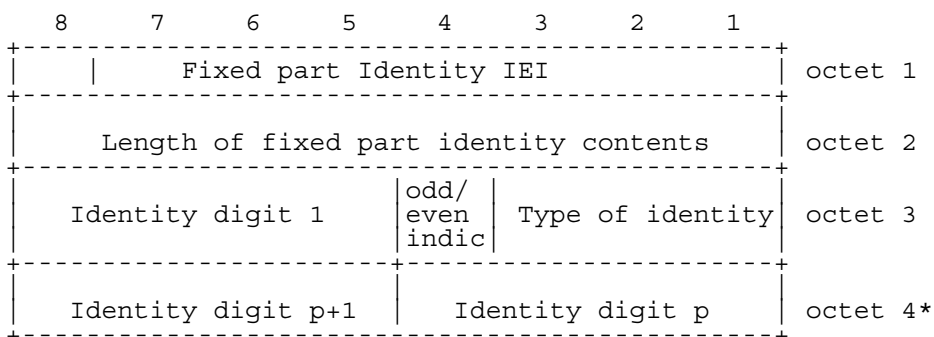 8 7 6 5 4 3 2 1
Fixed part Identity IEI octet 1
Length of fixed part identity contents octet 2
odd/
Identity digit 1 even Type of identity octet 3
indic
Identity digit p+1 Identity digit p octet 4*